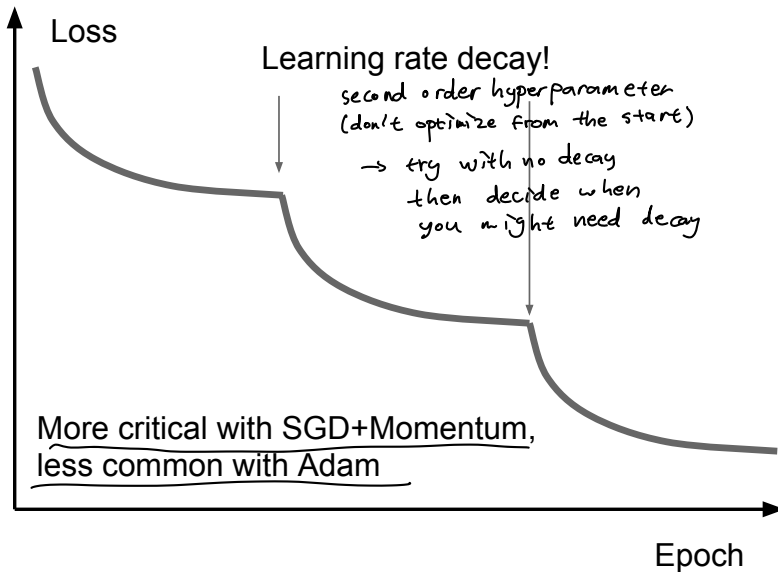 Loss
Learning rate decay!
second order hyperparameter
(don't optimize from the start)
→ try with no decay
then decide when
you might need decay
More critical with SGD+Momentum,
less common with Adam
Epoch